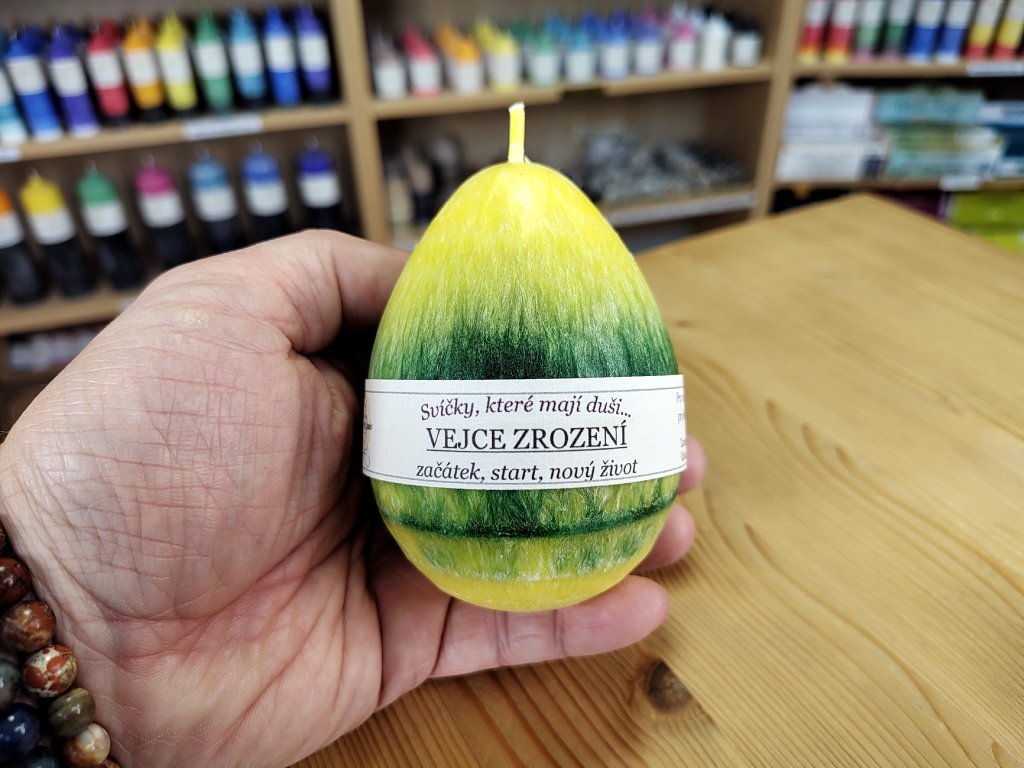 Svíčky, které mají duši...
VEJCE ZROZENÍ
začátek, start, nový život